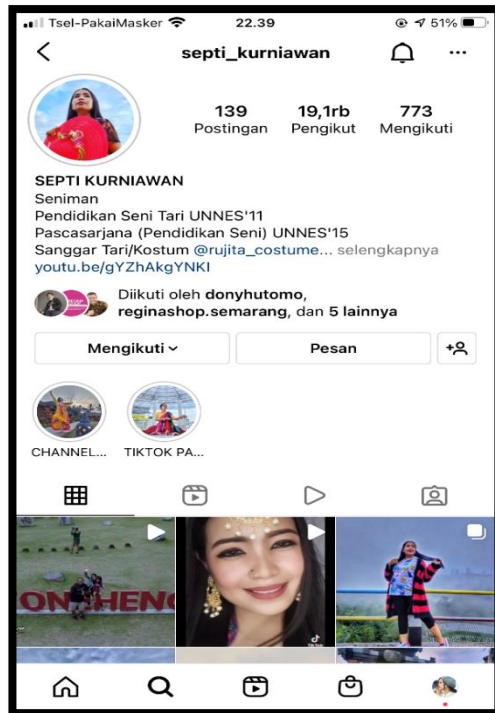 Tsel-PakaiMasker 22.39 51%
septi_kurniawan
139 19,1rb 773
Postingan Pengikut Mengikuti
SEPTI KURNIAWAN
Seniman
Pendidikan Seni Tari UNNES'11
Pascasarjana (Pendidikan Seni) UNNES'15
Sanggar Tari/Kostum @rujita_costume... selengkapnya
youtu.be/gYZhAkgYNKI
Diikuti oleh donyhutomo,
reginashop.semarang, dan 5 lainnya
Mengikuti Pesan
CHANNEL... TIKTOK PA...